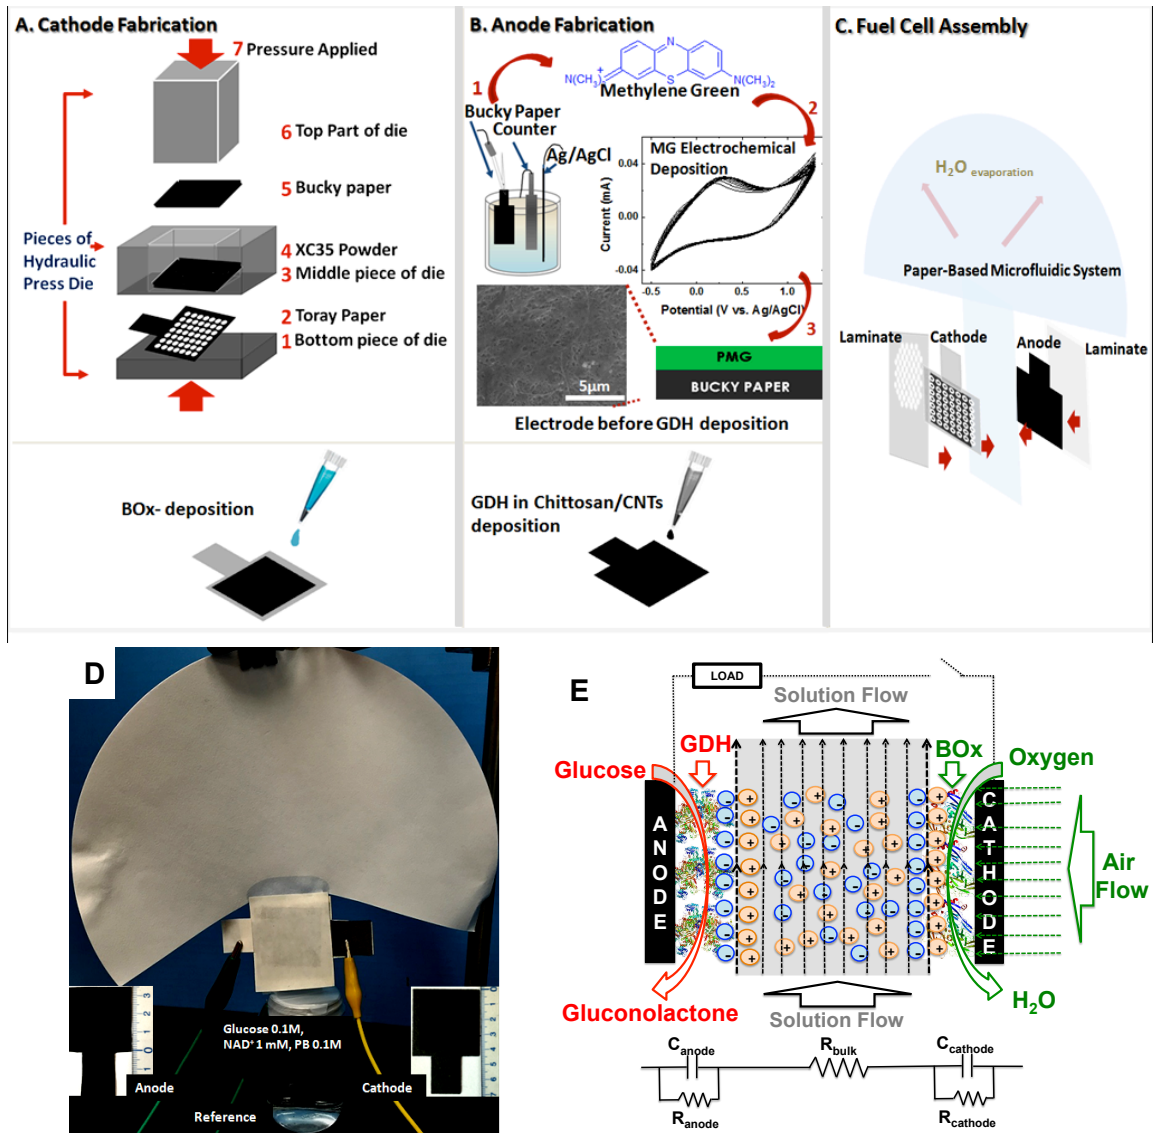 A. Cathode Fabrication
7 Pressure Applied
6 Top Part of die
5 Bucky paper
4 XC35 Powder
3 Middle piece of die
2 Toray Paper
1 Bottom piece of die
Pieces of
Hydraulic
Press Die
BOx- deposition
B. Anode Fabrication
1
N(CH3)2
N
S
+
N(CH3)2
Methylene Green
2
Bucky Paper
Counter
Ag/AgCl
MG Electrochemical
Deposition
Current (mA)
0.04
0.00
-0.04
-0.5 0.0 0.5 1.0
Potential (V vs. Ag/AgCl)
3
5µm
PMG
BUCKY PAPER
Electrode before GDH deposition
GDH in Chittosan/CNTs
deposition
C. Fuel Cell Assembly
H2O evaporation
Paper-Based Microfluidic System
Laminate
Cathode
Anode
Laminate
D
Glucose 0.1M,
NAD+ 1 mM, PB 0.1M
Anode
Cathode
Reference
E
LOAD
Solution Flow
GDH
BOx
Glucose
Oxygen
ANODE
CATHODE
Air
Flow
Gluconolactone
H2O
Solution Flow
Canode
Rbulk
Ccathode
Ranode
Rcathode